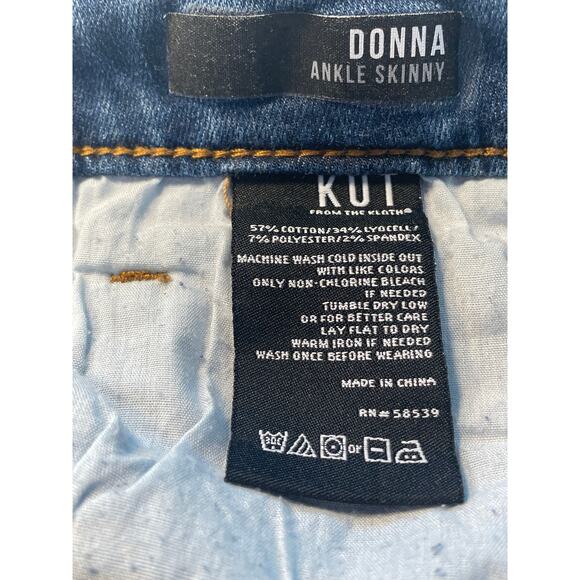 DONNA
ANKLE SKINNY
KUT
FROM THE KLOTH®
57% COTTON/34% LYOCELL/
7% POLYESTER/2% SPANDEX
MACHINE WASH COLD INSIDE OUT
WITH LIKE COLORS
ONLY NON-CHLORINE BLEACH
IF NEEDED
TUMBLE DRY LOW
OR FOR BETTER CARE
LAY FLAT TO DRY
WARM IRON IF NEEDED
WASH ONCE BEFORE WEARING
MADE IN CHINA
RN# 58539
30C or